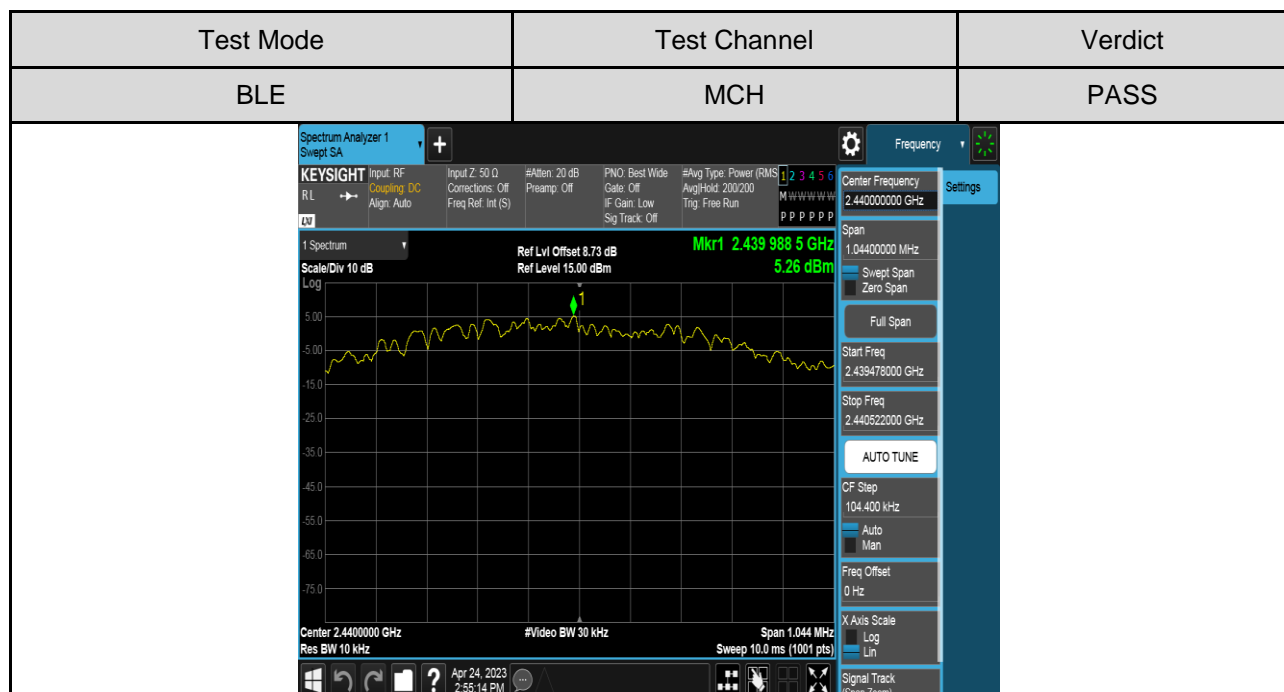 Test Mode Test Channel Verdict
BLE MCH PASS
Spectrum Analyzer 1
Swept SA
Frequency
Settings
KEYSIGHT
RL
LXI
Input: RF
Coupling: DC
Align: Auto
Input Z: 50 Ω
Corrections: Off
Freq Ref: Int (S)
#Atten: 20 dB
Preamp: Off
PNO: Best Wide
Gate: Off
IF Gain: Low
Sig Track: Off
#Avg Type: Power (RMS
Avg|Hold: 200/200
Trig: Free Run
1 2 3 4 5 6
M W W W W W
P P P P P P
1 Spectrum
Scale/Div 10 dB
Ref Lvl Offset 8.73 dB
Ref Level 15.00 dBm
Mkr1 2.439 988 5 GHz
5.26 dBm
Log
1
5.00
-5.00
-15.0
-25.0
-35.0
-45.0
-55.0
-65.0
-75.0
Center 2.4400000 GHz
Res BW 10 kHz
#Video BW 30 kHz
Span 1.044 MHz
Sweep 10.0 ms (1001 pts)
Apr 24, 2023
2:55:14 PM
Center Frequency
2.440000000 GHz
Span
1.04400000 MHz
Swept Span
Zero Span
Full Span
Start Freq
2.439478000 GHz
Stop Freq
2.440522000 GHz
AUTO TUNE
CF Step
104.400 kHz
Auto
Man
Freq Offset
0 Hz
X Axis Scale
Log
Lin
Signal Track
(Span Zoom)